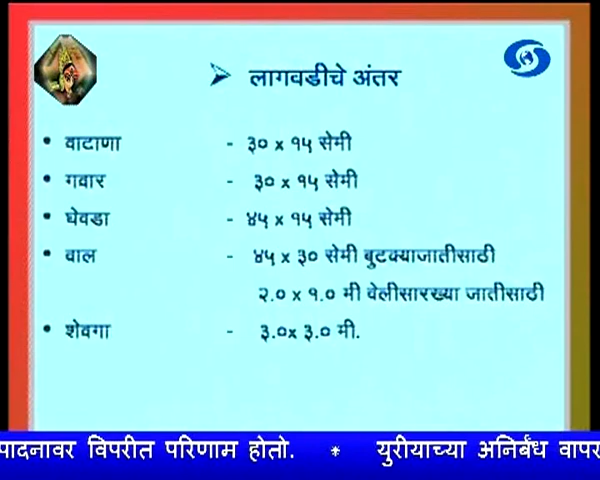 ➢ लागवडीचे अंतर
• वाटाणा - ३० x १५ सेमी
• गवार - ३० x १५ सेमी
• घेवडा - ४५ x १५ सेमी
• वाल - ४५ x ३० सेमी बुटक्याजातीसाठी
२.० x १.० मी वेलीसारख्या जातीसाठी
• शेवगा - ३.०x ३.० मी.
पादनावर विपरीत परिणाम होतो. * युरीयाच्या अनिर्बंध वापर